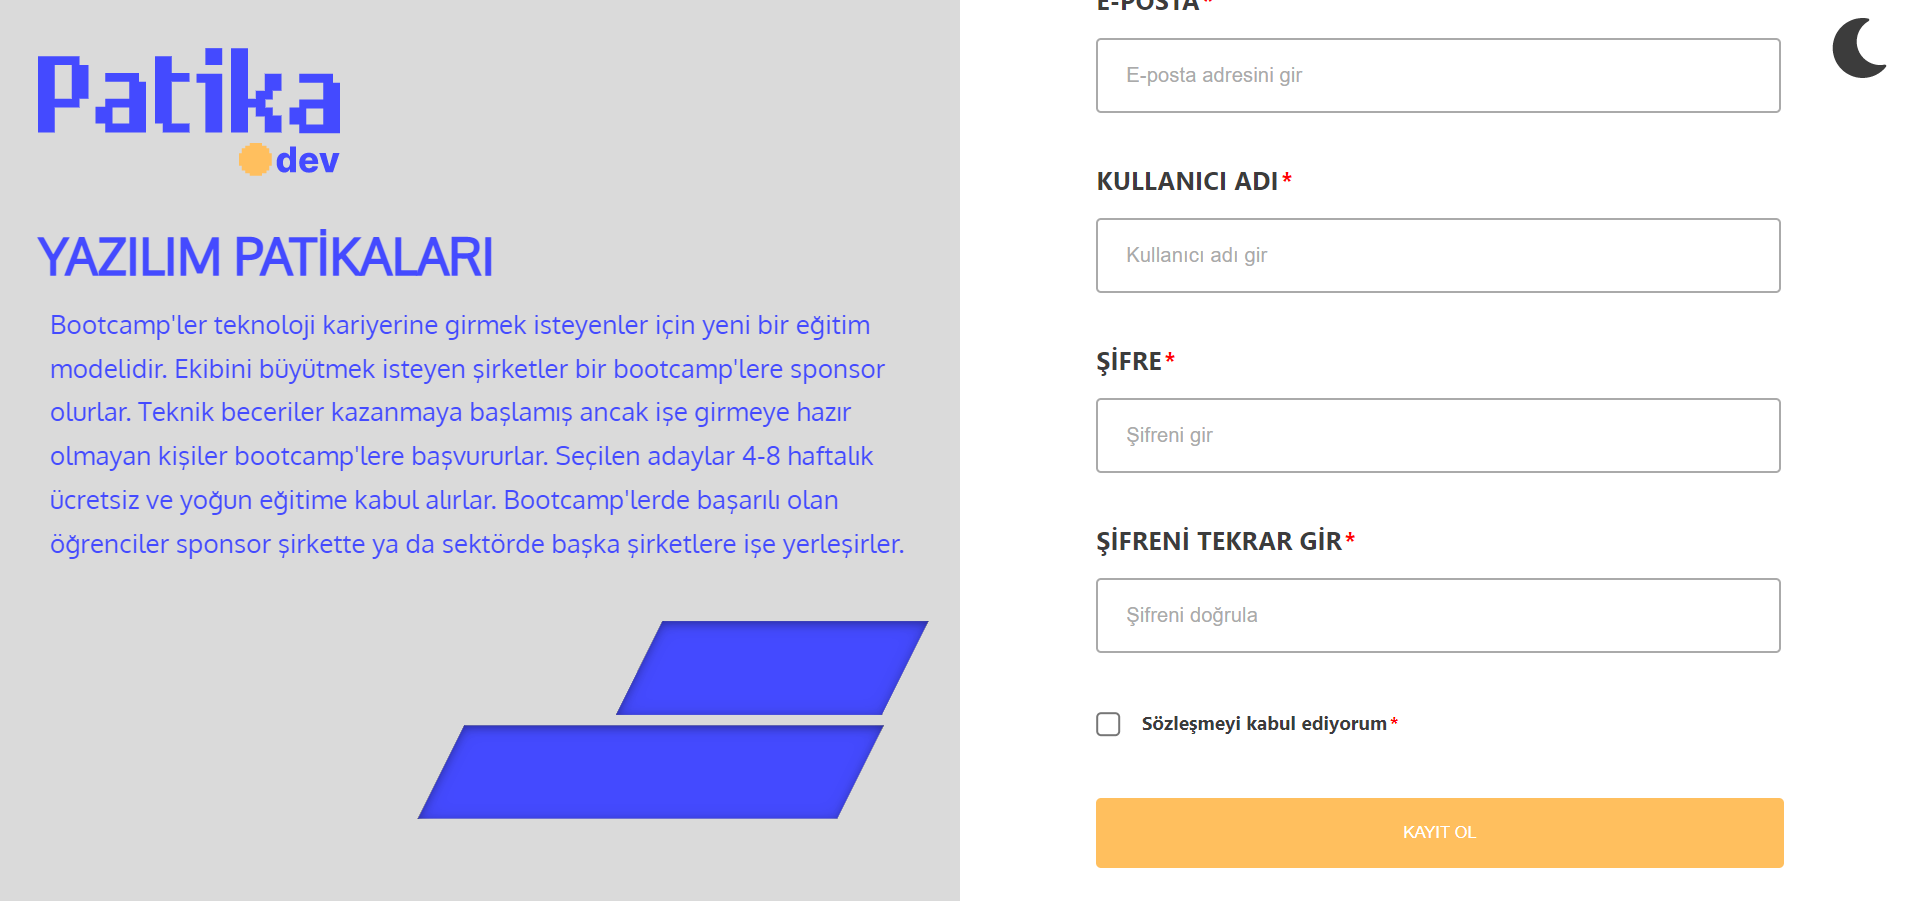 Patika
dev
YAZILIM PATİKALARI
Bootcamp'ler teknoloji kariyerine girmek isteyenler için yeni bir eğitim
modelidir. Ekibini büyütmek isteyen şirketler bir bootcamp'lere sponsor
olurlar. Teknik beceriler kazanmaya başlamış ancak işe girmeye hazır
olmayan kişiler bootcamp'lere başvururlar. Seçilen adaylar 4-8 haftalık
ücretsiz ve yoğun eğitime kabul alırlar. Bootcamp'lerde başarılı olan
öğrenciler sponsor şirkette ya da sektörde başka şirketlere işe yerleşirler.
E-POSTA*
E-posta adresini gir
KULLANICI ADI*
Kullanıcı adı gir
ŞİFRE*
Şifreni gir
ŞİFRENİ TEKRAR GİR*
Şifreni doğrula
Sözleşmeyi kabul ediyorum*
KAYIT OL